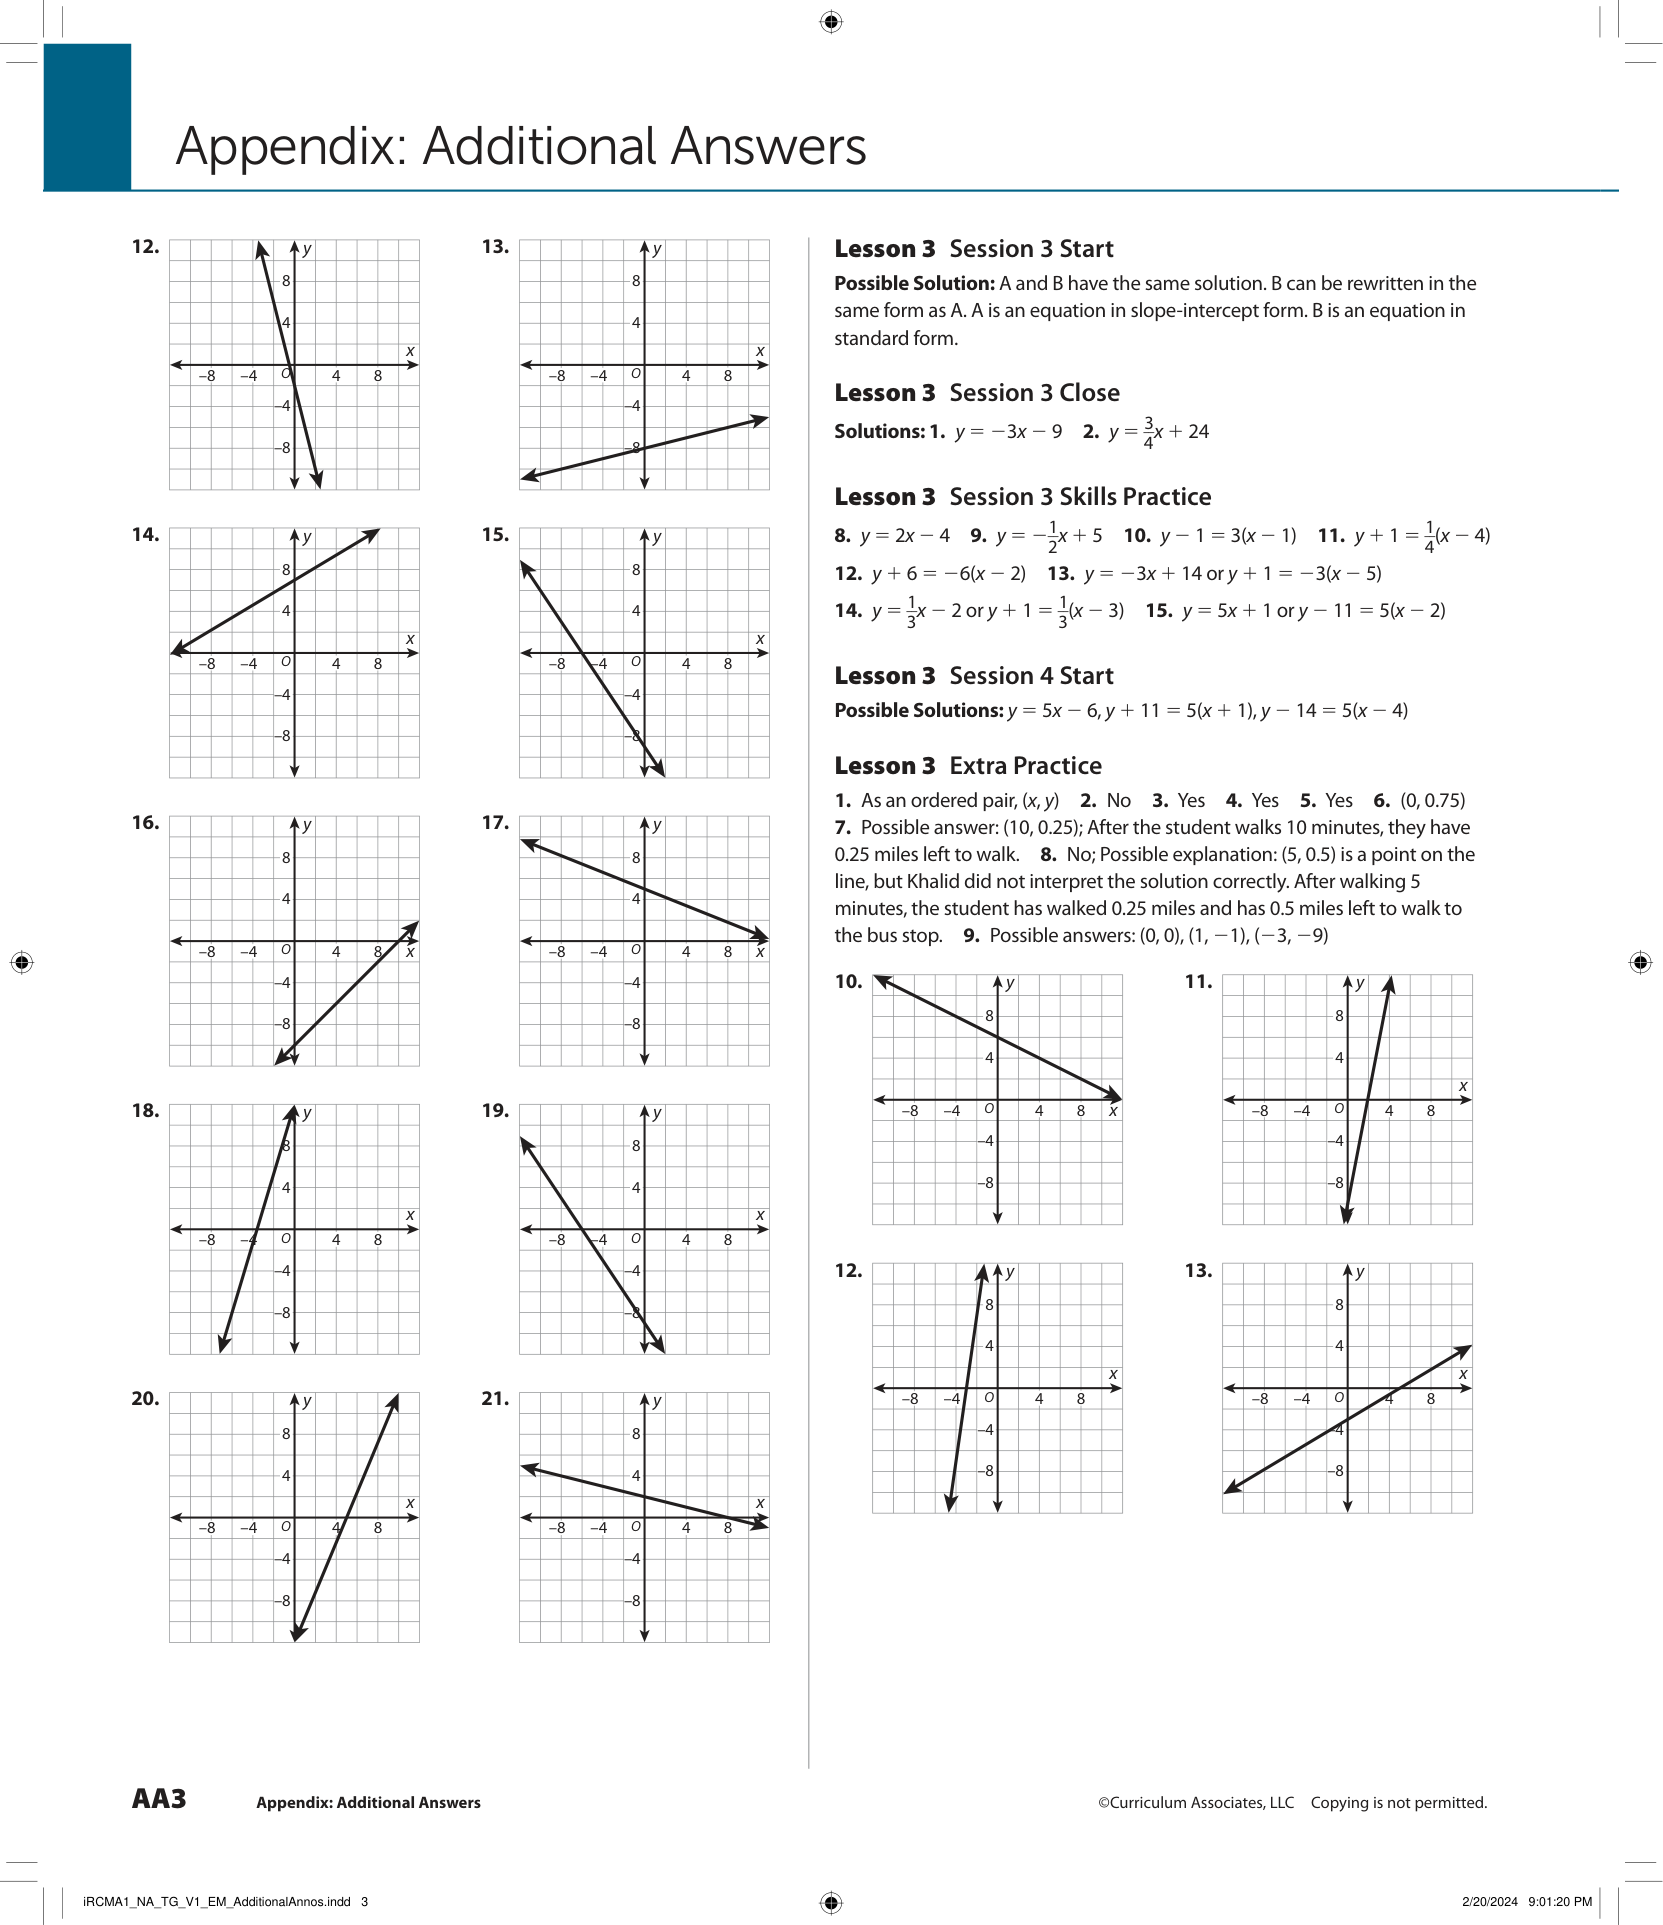 Appendix: Additional Answers
12.
y
8
4
x
–8 –4 O 4 8
–4
–8
13.
y
8
4
x
–8 –4 O 4 8
–4
–8
14.
y
8
4
x
–8 –4 O 4 8
–4
–8
15.
y
8
4
x
–8 –4 O 4 8
–4
–8
16.
y
8
4
–8 –4 O 4 8 x
–4
–8
17.
y
8
4
–8 –4 O 4 8 x
–4
–8
18.
y
8
4
x
–8 –4 O 4 8
–4
–8
19.
y
8
4
x
–8 –4 O 4 8
–4
–8
20.
y
8
4
x
–8 –4 O 4 8
–4
–8
21.
y
8
4
x
–8 –4 O 4 8
–4
–8
Lesson 3 Session 3 Start
Possible Solution: A and B have the same solution. B can be rewritten in the
same form as A. A is an equation in slope-intercept form. B is an equation in
standard form.
Lesson 3 Session 3 Close
Solutions: 1. y = −3x − 9 2. y = 3/4x + 24
Lesson 3 Session 3 Skills Practice
8. y = 2x − 4 9. y = −1/2x + 5 10. y − 1 = 3(x − 1) 11. y + 1 = 1/4(x − 4)
12. y + 6 = −6(x − 2) 13. y = −3x + 14 or y + 1 = −3(x − 5)
14. y = 1/3x − 2 or y + 1 = 1/3(x − 3) 15. y = 5x + 1 or y − 11 = 5(x − 2)
Lesson 3 Session 4 Start
Possible Solutions: y = 5x − 6, y + 11 = 5(x + 1), y − 14 = 5(x − 4)
Lesson 3 Extra Practice
1. As an ordered pair, (x, y) 2. No 3. Yes 4. Yes 5. Yes 6. (0, 0.75)
7. Possible answer: (10, 0.25); After the student walks 10 minutes, they have
0.25 miles left to walk. 8. No; Possible explanation: (5, 0.5) is a point on the
line, but Khalid did not interpret the solution correctly. After walking 5
minutes, the student has walked 0.25 miles and has 0.5 miles left to walk to
the bus stop. 9. Possible answers: (0, 0), (1, −1), (−3, −9)
10.
y
8
4
–8 –4 O 4 8 x
–4
–8
11.
y
8
4
x
–8 –4 O 4 8
–4
–8
12.
y
8
4
x
–8 –4 O 4 8
–4
–8
13.
y
8
4
x
–8 –4 O 4 8
–4
–8
AA3 Appendix: Additional Answers
©Curriculum Associates, LLC Copying is not permitted.
iRCMA1_NA_TG_V1_EM_AdditionalAnnos.indd 3
2/20/2024 9:01:20 PM